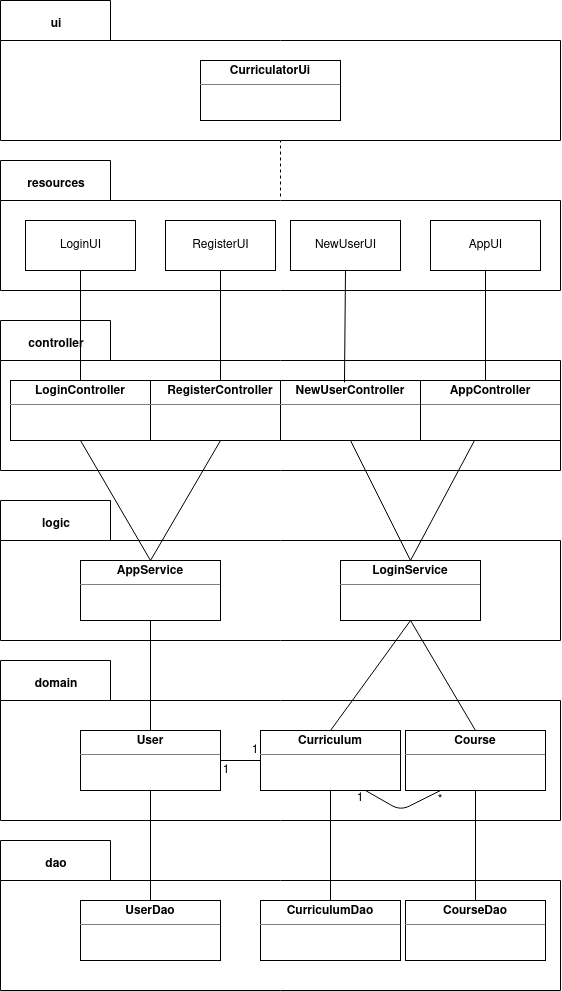 ui
CurriculatorUi
resources
LoginUI
RegisterUI
NewUserUI
AppUI
controller
LoginController
RegisterController
NewUserController
AppController
logic
AppService
LoginService
domain
User
Curriculum
Course
1
1
1
*
dao
UserDao
CurriculumDao
CourseDao